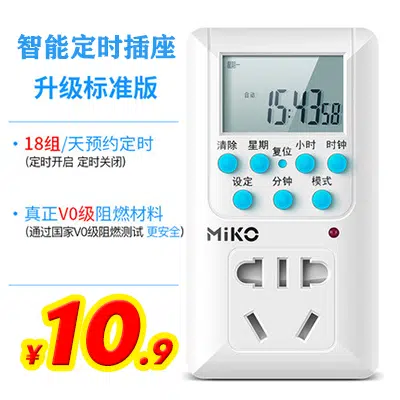 智能定时插座
升级标准版
· 18组/天预约定时
(定时开启 定时关闭)
· 真正V0级阻燃材料
(通过国家V0级阻燃测试 更安全)
¥10.9
自动
15:43 58
清除 星期 复位 小时 时钟
设定 分钟 模式
MiKO